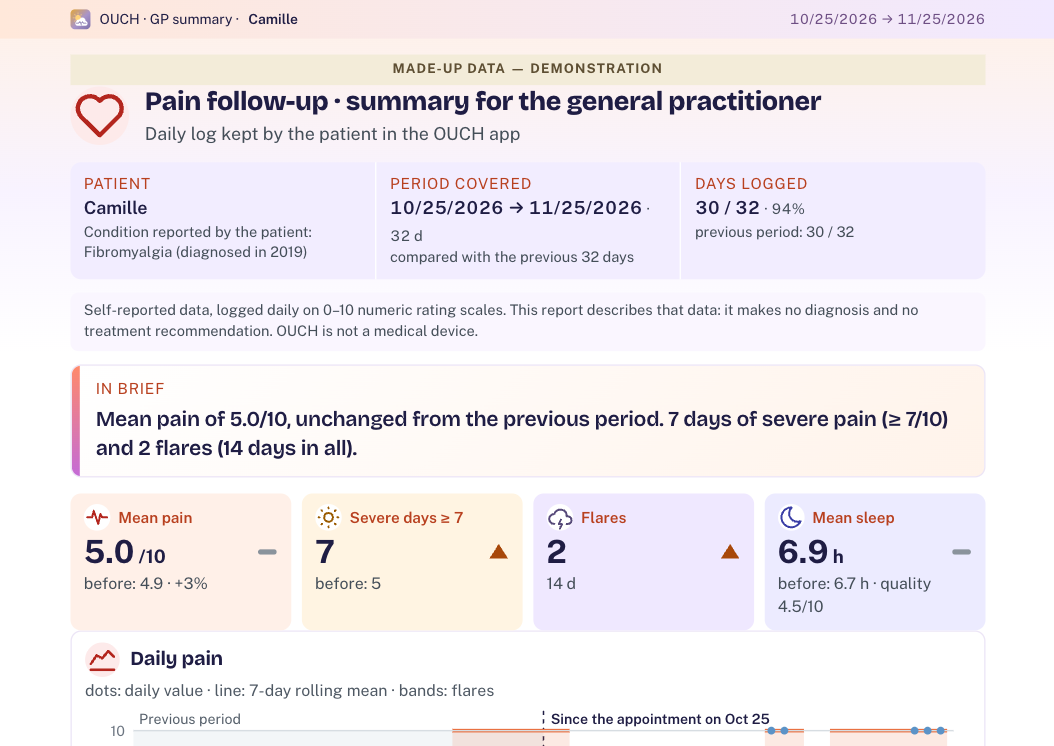 OUCH · GP summary · Camille
10/25/2026 → 11/25/2026
MADE-UP DATA — DEMONSTRATION
Pain follow-up · summary for the general practitioner
Daily log kept by the patient in the OUCH app
PATIENT
Camille
Condition reported by the patient:
Fibromyalgia (diagnosed in 2019)
PERIOD COVERED
10/25/2026 → 11/25/2026 ·
32 d
compared with the previous 32 days
DAYS LOGGED
30 / 32 · 94%
previous period: 30 / 32
Self-reported data, logged daily on 0–10 numeric rating scales. This report describes that data: it makes no diagnosis and no
treatment recommendation. OUCH is not a medical device.
IN BRIEF
Mean pain of 5.0/10, unchanged from the previous period. 7 days of severe pain (≥ 7/10)
and 2 flares (14 days in all).
Mean pain
5.0 /10
before: 4.9 · +3%
Severe days ≥ 7
7
before: 5
Flares
2
14 d
Mean sleep
6.9 h
before: 6.7 h · quality
4.5/10
Daily pain
dots: daily value · line: 7-day rolling mean · bands: flares
Previous period
Since the appointment on Oct 25
10